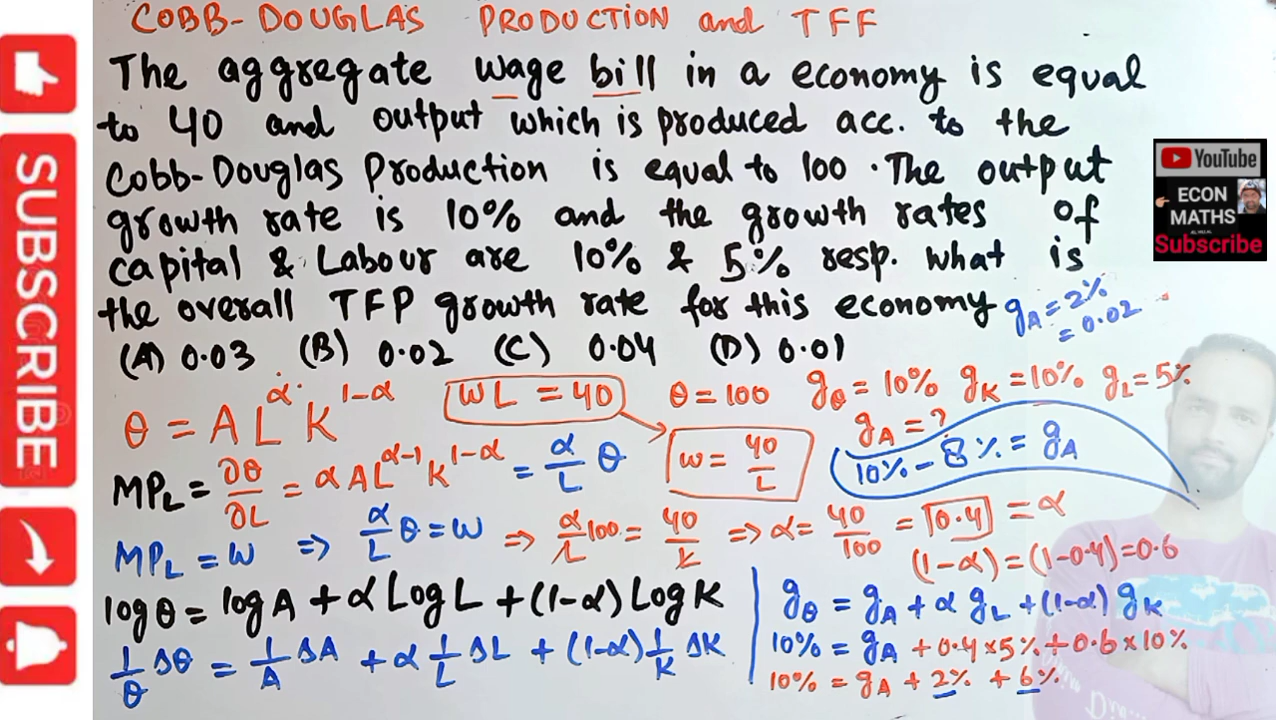 COBB-DOUGLAS PRODUCTION and TFF
The aggregate wage bill in a economy is equal
to 40 and output which is produced acc. to the
Cobb-Douglas Production is equal to 100. The output
growth rate is 10% and the growth rates of
capital & Labour are 10% & 5% resp. what is
the overall TFP growth rate for this economy
gA = 2%
= 0.02
(A) 0.03 (B) 0.02 (C) 0.04 (D) 0.01
θ = A L^α K^1-α
WL = 40
θ = 100 gθ = 10% gK = 10% gL = 5%
gA = ?
W = 40/L
10% - 8% = gA
MPL = ∂θ/∂L = α A L^α-1 K^1-α = α/L θ
MPL = W ⇒ α/L θ = W ⇒ α/L 100 = 40/L ⇒ α = 40/100 = 0.4 = α
(1-α) = (1-0.4) = 0.6
log θ = log A + α Log L + (1-α) Log K
1/θ Δθ = 1/A ΔA + α 1/L ΔL + (1-α) 1/K ΔK
gθ = gA + α gL + (1-α) gK
10% = gA + 0.4 × 5% + 0.6 × 10%
10% = gA + 2% + 6%
SUBSCRIBE
YouTube
ECON
MATHS
Subscribe